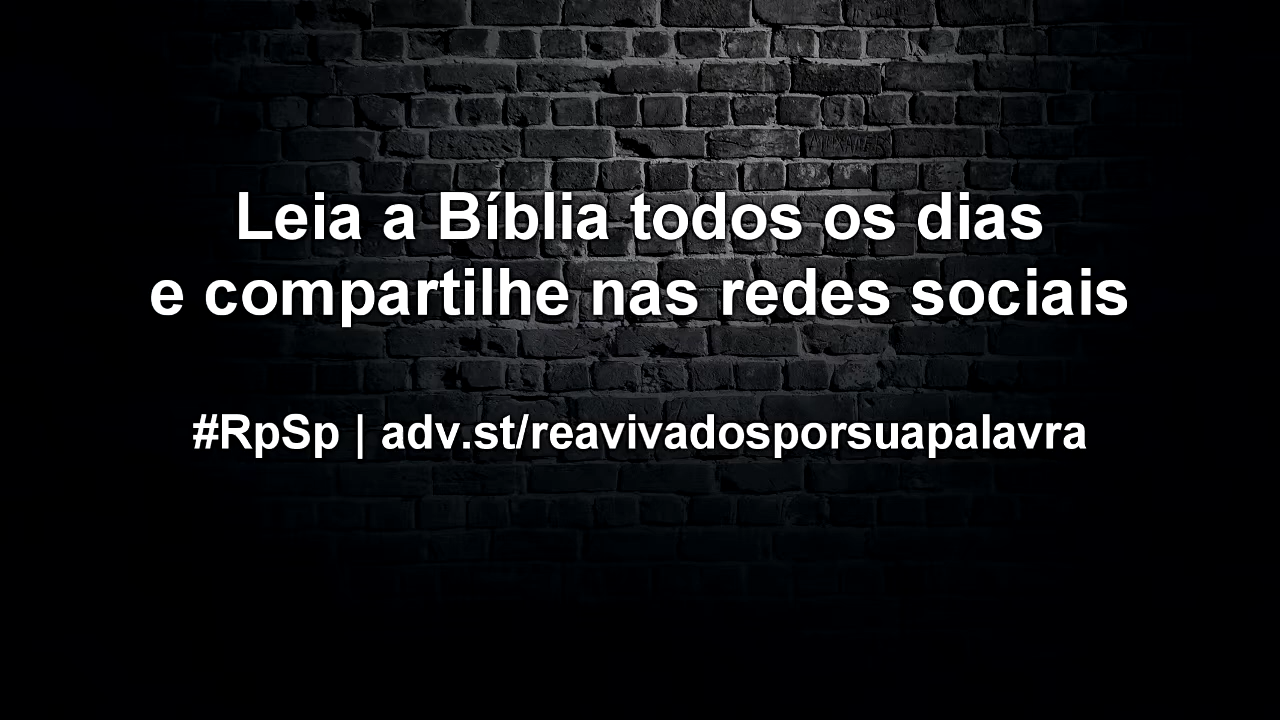 Leia a Bíblia todos os dias
e compartilhe nas redes sociais
#RpSp | adv.st/reavivadosporsuapalavra